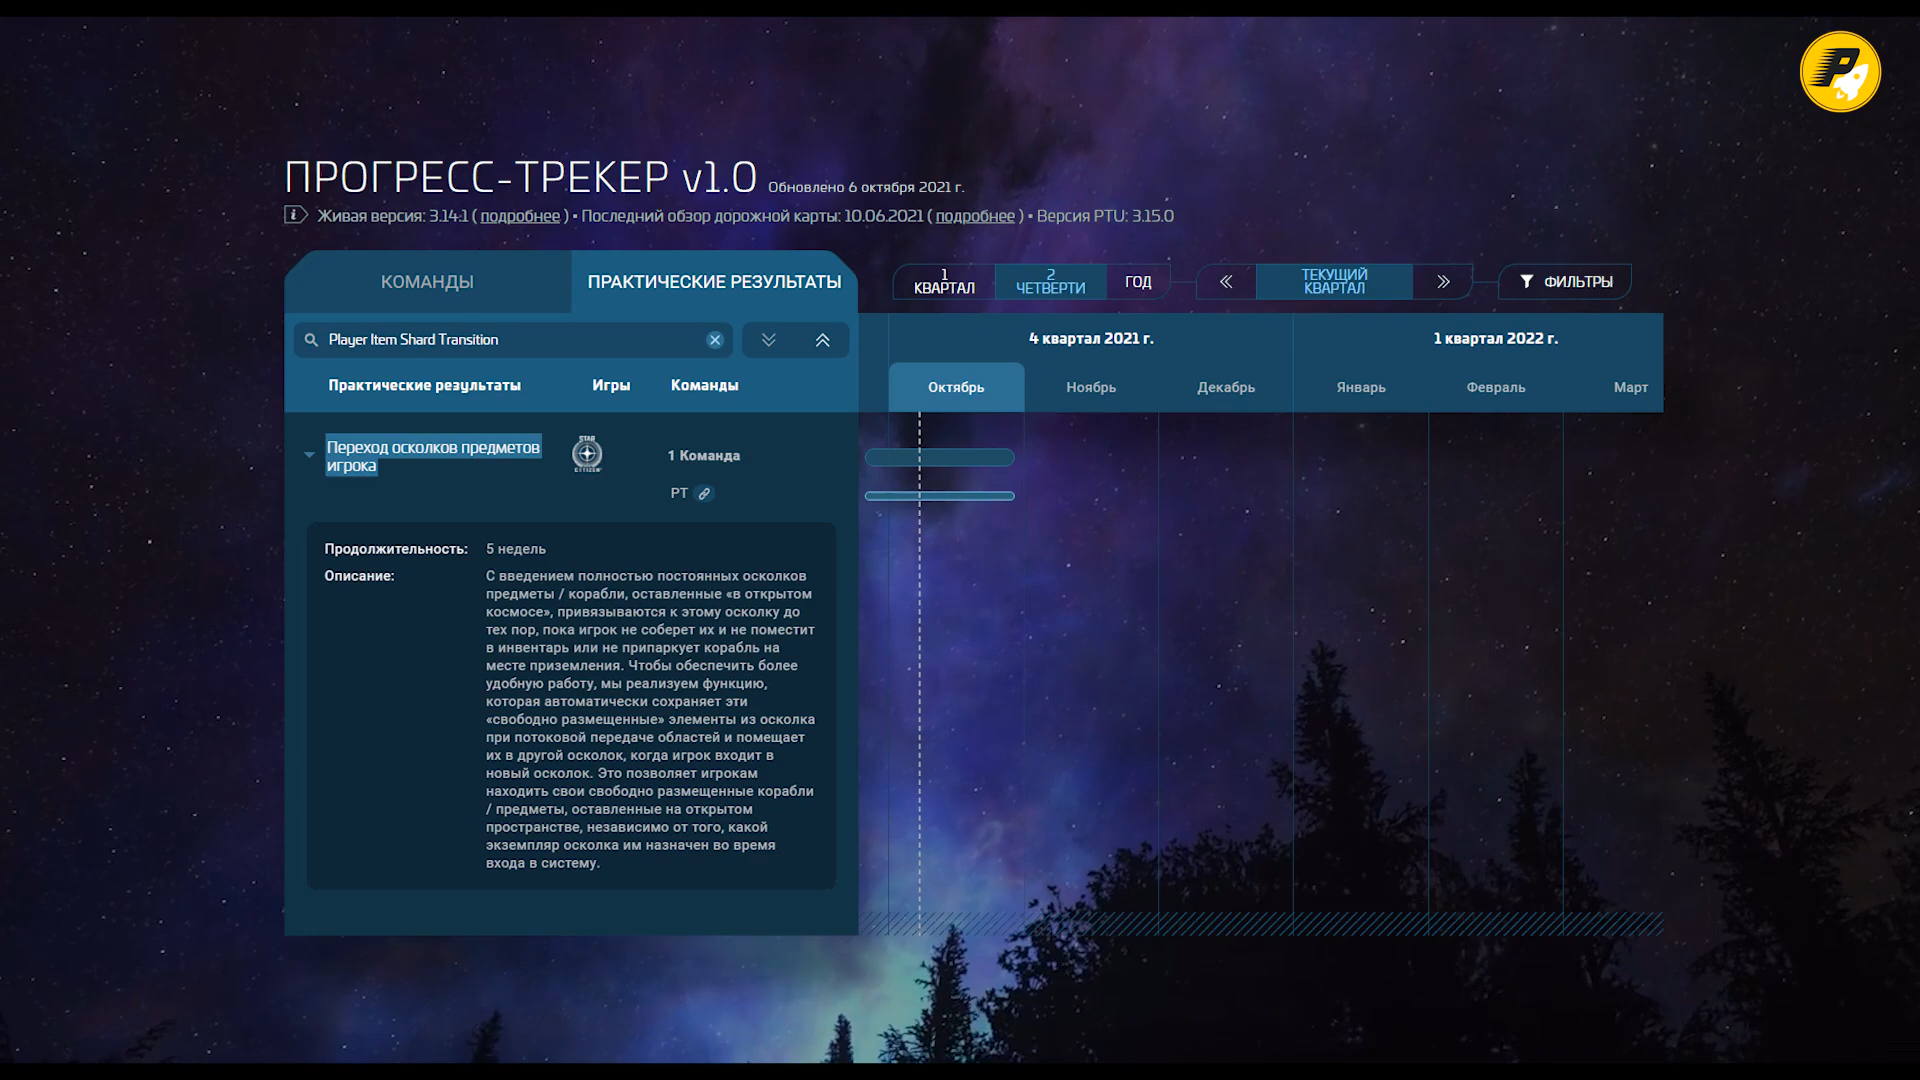 ПРОГРЕСС-ТРЕКЕР v1.0 Обновлено 6 октября 2021 г.
Живая версия: 3.14.1 ( подробнее ) • Последний обзор дорожной карты: 10.06.2021 ( подробнее ) • Версия PTU: 3.15.0
КОМАНДЫ
ПРАКТИЧЕСКИЕ РЕЗУЛЬТАТЫ
1 КВАРТАЛ
2 ЧЕТВЕРТИ
ГОД
«
ТЕКУЩИЙ КВАРТАЛ
»
ФИЛЬТРЫ
Player Item Shard Transition
4 квартал 2021 г.
1 квартал 2022 г.
Практические результаты
Игры
Команды
Октябрь
Ноябрь
Декабрь
Январь
Февраль
Март
Переход осколков предметов
игрока
STAR
CITIZEN
1 Команда
PT
Продолжительность: 5 недель
Описание:
С введением полностью постоянных осколков
предметы / корабли, оставленные «в открытом
космосе», привязываются к этому осколку до
тех пор, пока игрок не соберет их и не поместит
в инвентарь или не припаркует корабль на
месте приземления. Чтобы обеспечить более
удобную работу, мы реализуем функцию,
которая автоматически сохраняет эти
«свободно размещенные» элементы из осколка
при потоковой передаче областей и помещает
их в другой осколок, когда игрок входит в
новый осколок. Это позволяет игрокам
находить свои свободно размещенные корабли
/ предметы, оставленные на открытом
пространстве, независимо от того, какой
экземпляр осколка им назначен во время
входа в систему.
P